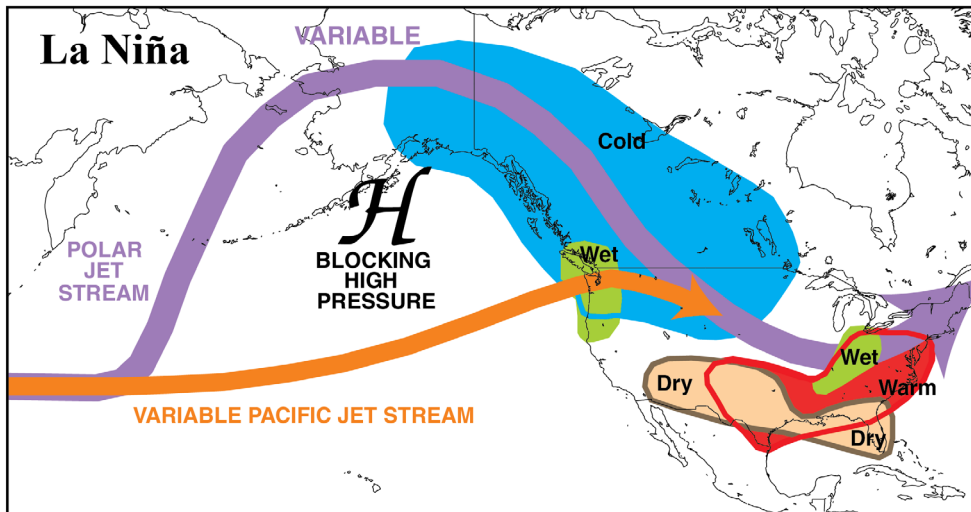 La Niña
VARIABLE
Cold
H
POLAR
JET
STREAM
BLOCKING
HIGH
PRESSURE
Wet
VARIABLE PACIFIC JET STREAM
Dry
Wet
Warm
Dry